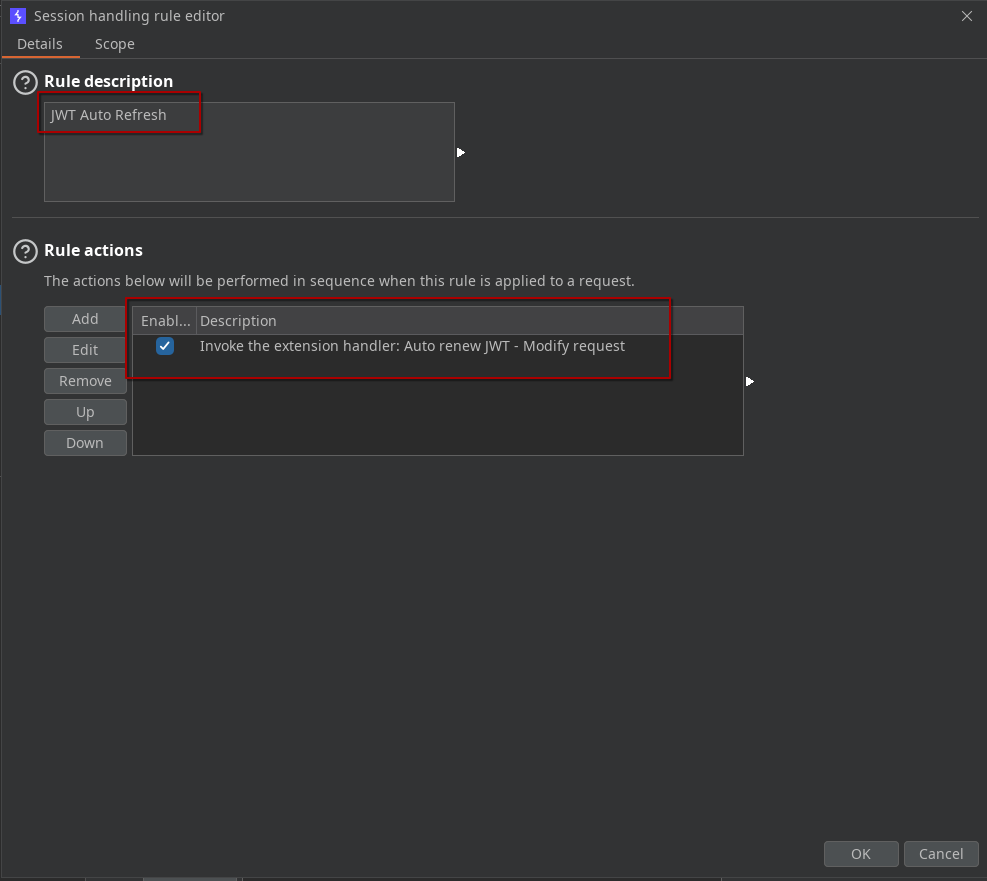 Session handling rule editor
Details Scope
Rule description
JWT Auto Refresh
Rule actions
The actions below will be performed in sequence when this rule is applied to a request.
Add
Edit
Remove
Up
Down
Enabl... Description
Invoke the extension handler: Auto renew JWT - Modify request
OK Cancel